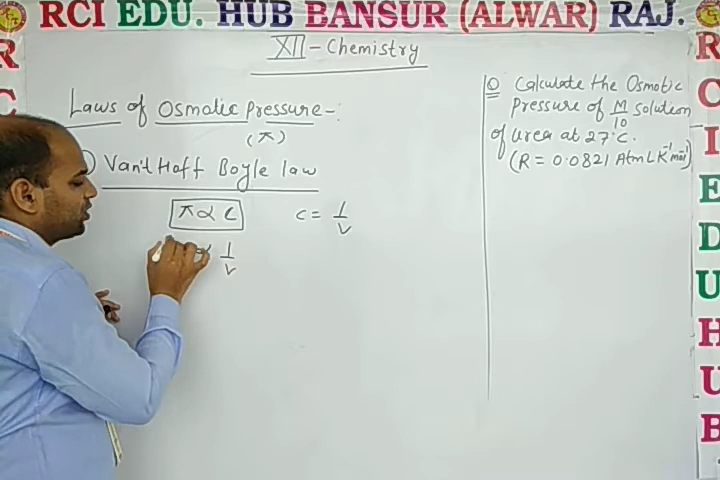 RCI EDU. HUB BANSUR (ALWAR) RAJ.
XII - Chemistry
Laws of Osmotic Pressure-:
(π)
) Van't Hoff Boyle law
π ∝ C
C = 1/V
∝ 1/V
Q Calculate the Osmotic
Pressure of M/10 solution
of urea at 27°C.
(R = 0.0821 Atm L K⁻¹ mol⁻¹)
R
C
R
C
I
E
D
U
H
U
B